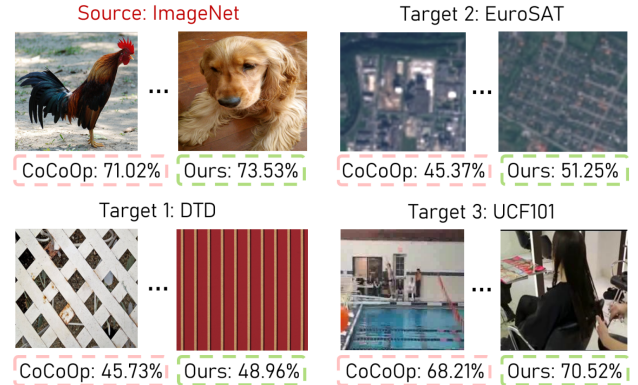 Source: ImageNet
...
CoCoOp: 71.02%
Ours: 73.53%
Target 2: EuroSAT
...
CoCoOp: 45.37%
Ours: 51.25%
Target 1: DTD
...
CoCoOp: 45.73%
Ours: 48.96%
Target 3: UCF101
...
CoCoOp: 68.21%
Ours: 70.52%